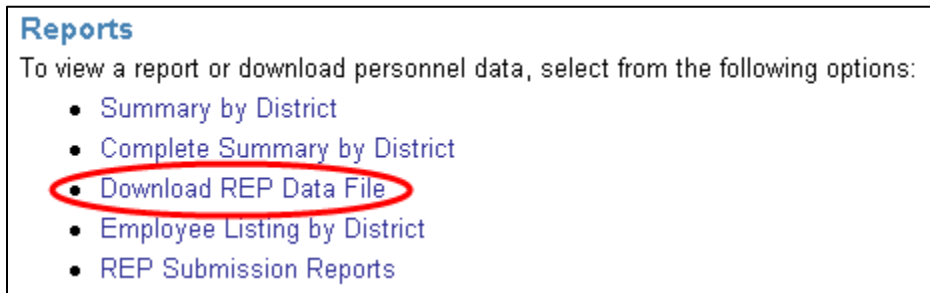 Reports
To view a report or download personnel data, select from the following options:
• Summary by District
• Complete Summary by District
• Download REP Data File
• Employee Listing by District
• REP Submission Reports